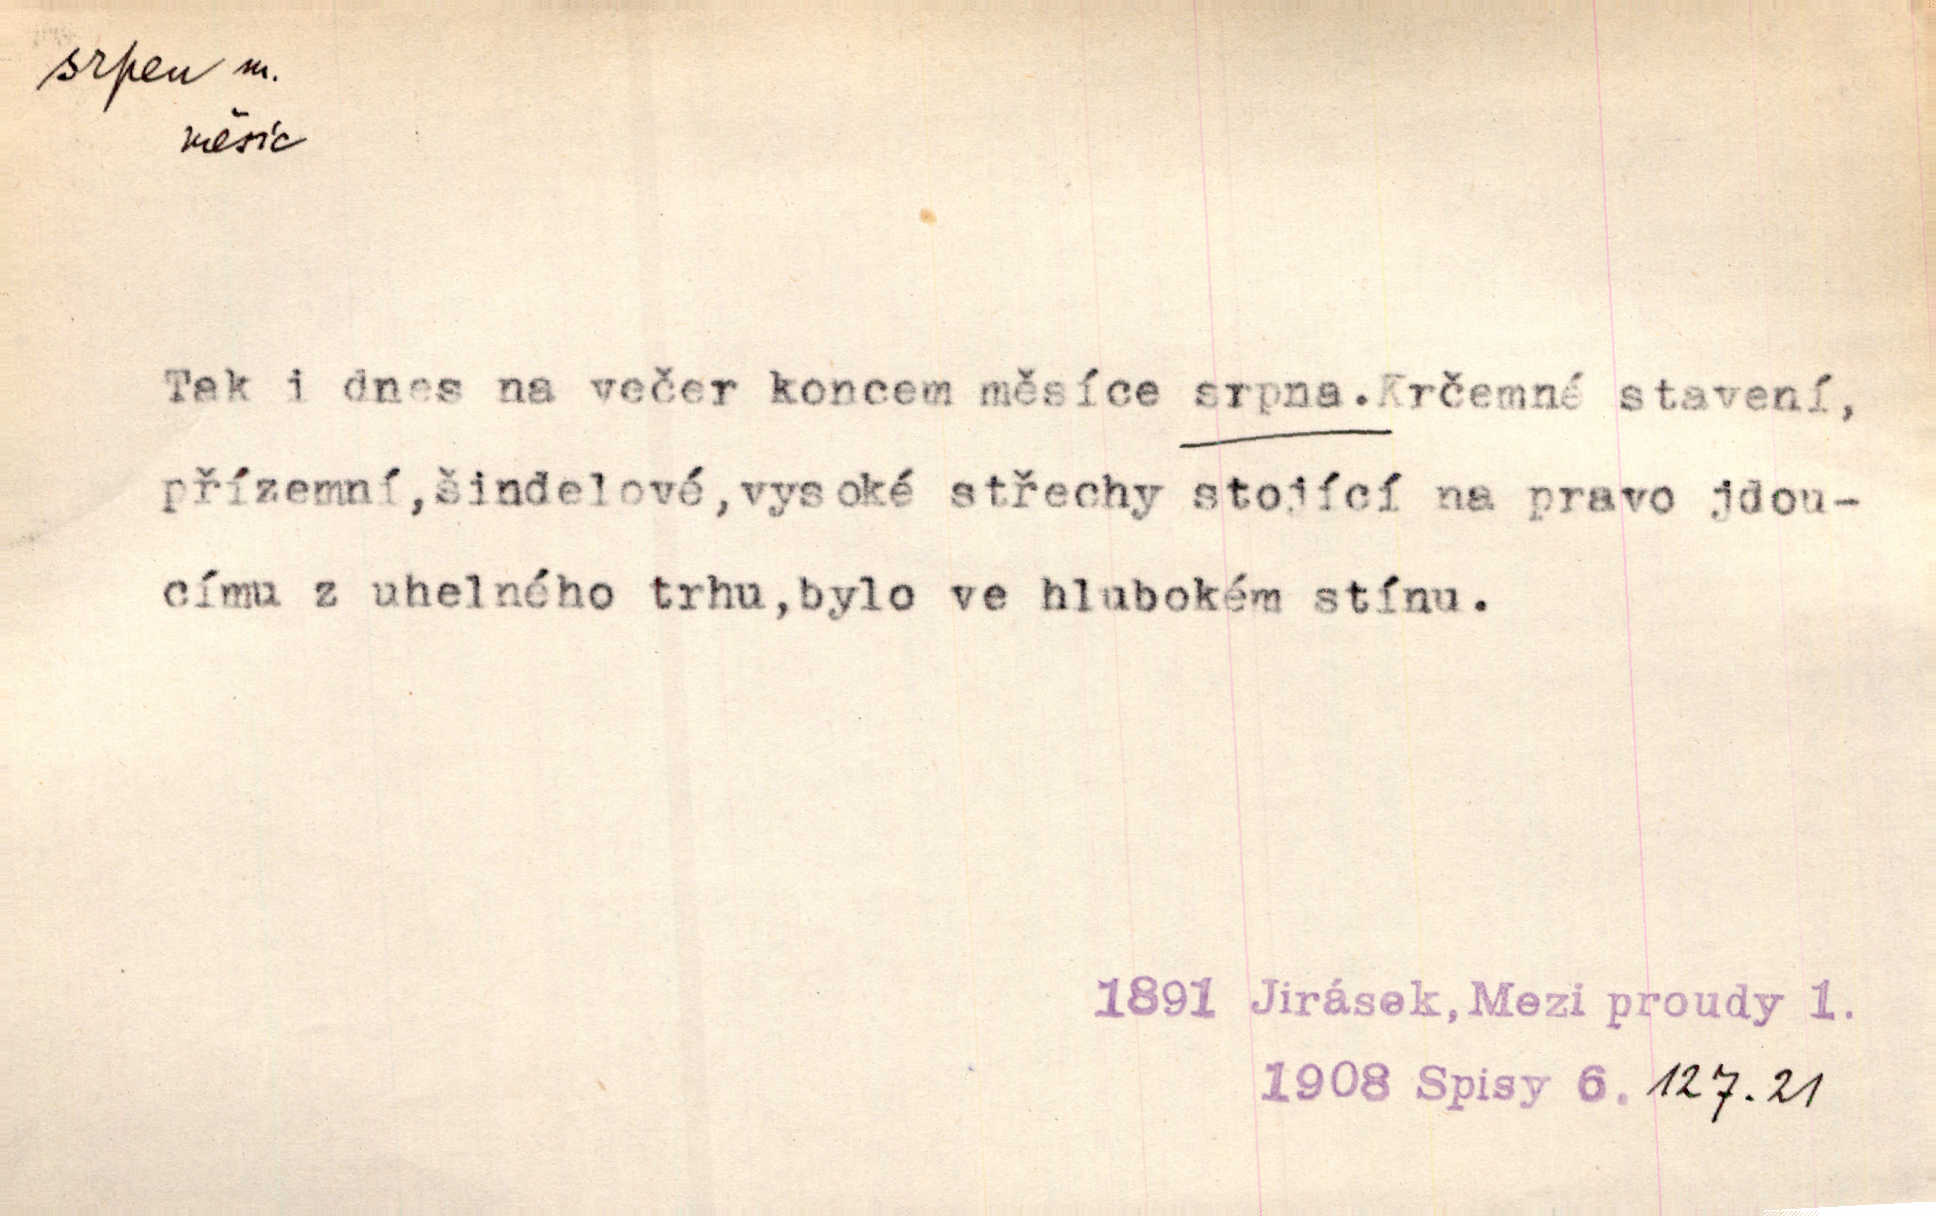 srpen m.
měsíc
Tak i dnes na večer koncem měsíce srpna.Krčemné stavení,
přízemní,šindelové,vysoké střechy stojící na pravo jdou-
címu z uhelného trhu,bylo ve hlubokém stínu.
1891 Jirásek,Mezi proudy 1.
1908 Spisy 6. 127.21